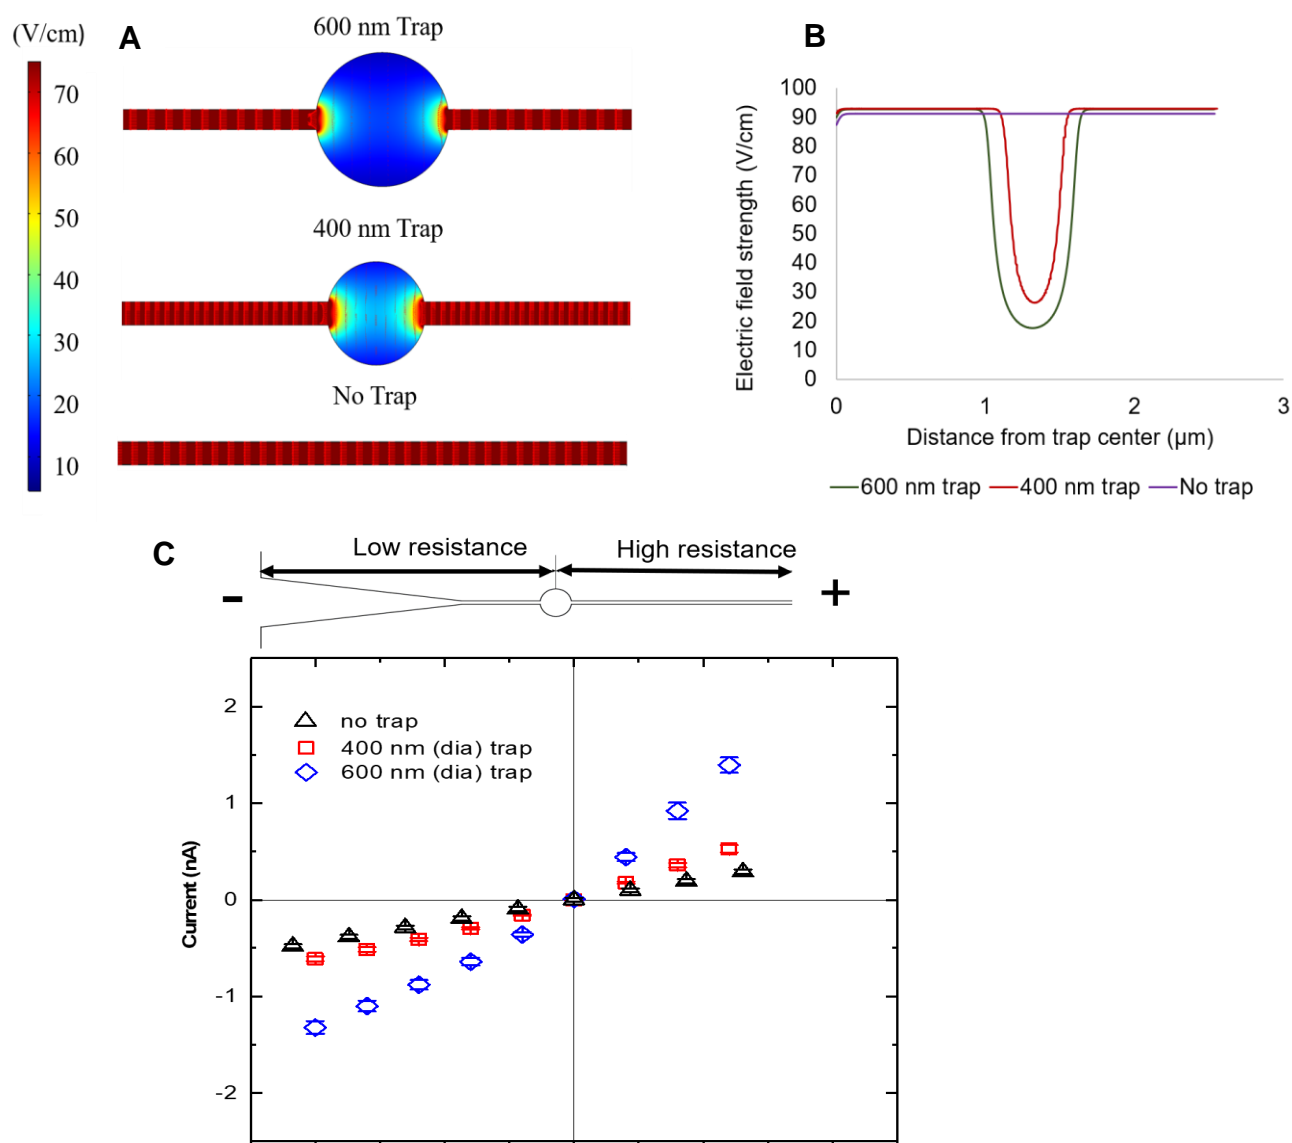 (V/cm)
A
600 nm Trap
70
60
50
40
30
20
10
400 nm Trap
No Trap
B
Electric field strength (V/cm)
100
90
80
70
60
50
40
30
20
10
0
0 1 2 3
Distance from trap center (µm)
600 nm trap 400 nm trap No trap
C
Low resistance High resistance
- +
Current (nA)
2
1
0
-1
-2
no trap
400 nm (dia) trap
600 nm (dia) trap